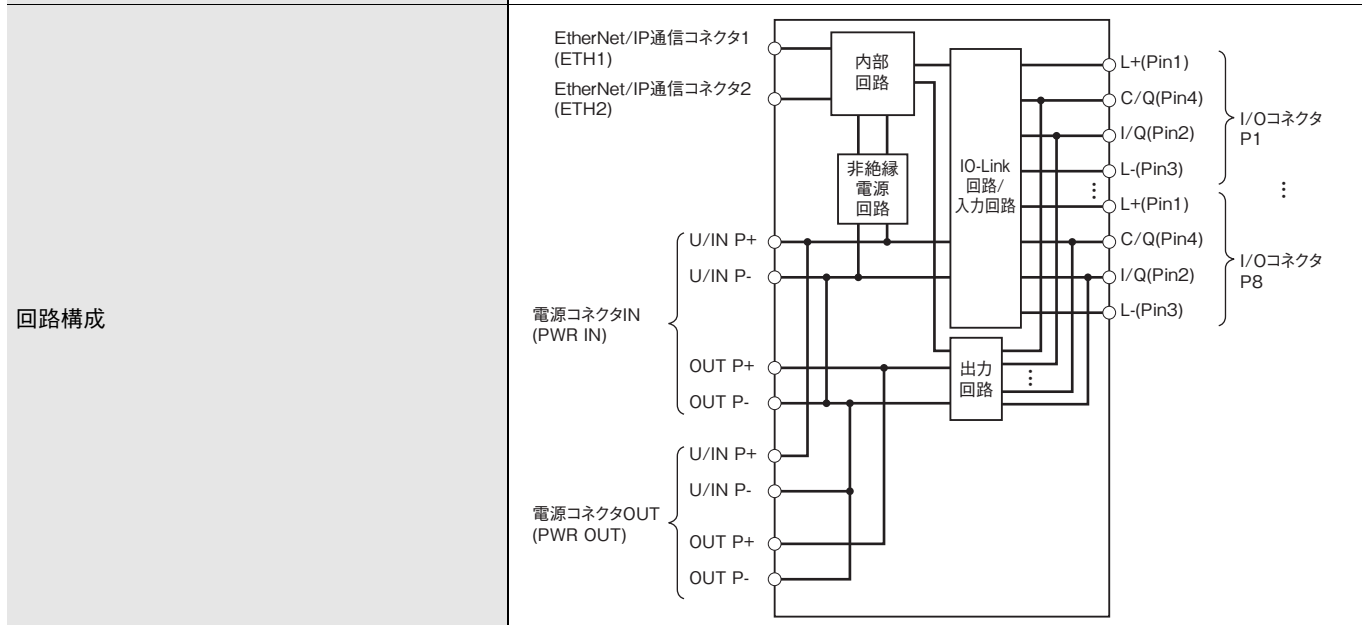 回路構成
EtherNet/IP通信コネクタ1
(ETH1)
EtherNet/IP通信コネクタ2
(ETH2)
内部
回路
非絶縁
電源
回路
IO-Link
回路/
入力回路
出力
回路
⋮
電源コネクタIN
(PWR IN)
U/IN P+
U/IN P-
OUT P+
OUT P-
電源コネクタOUT
(PWR OUT)
U/IN P+
U/IN P-
OUT P+
OUT P-
L+(Pin1)
C/Q(Pin4)
I/Q(Pin2)
L-(Pin3)
I/Oコネクタ
P1
⋮
⋮
L+(Pin1)
C/Q(Pin4)
I/Q(Pin2)
L-(Pin3)
I/Oコネクタ
P8